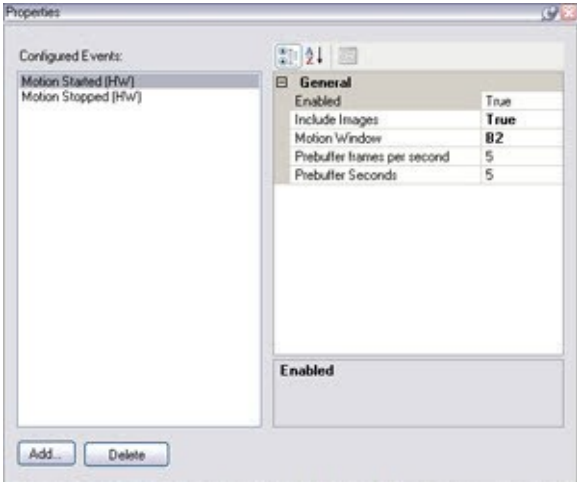 Properties
Configured Events:
Motion Started (HW)
Motion Stopped (HW)
General
Enabled True
Include Images True
Motion Window B2
Prebuffer frames per second 5
Prebuffer Seconds 5
Enabled
Add...
Delete